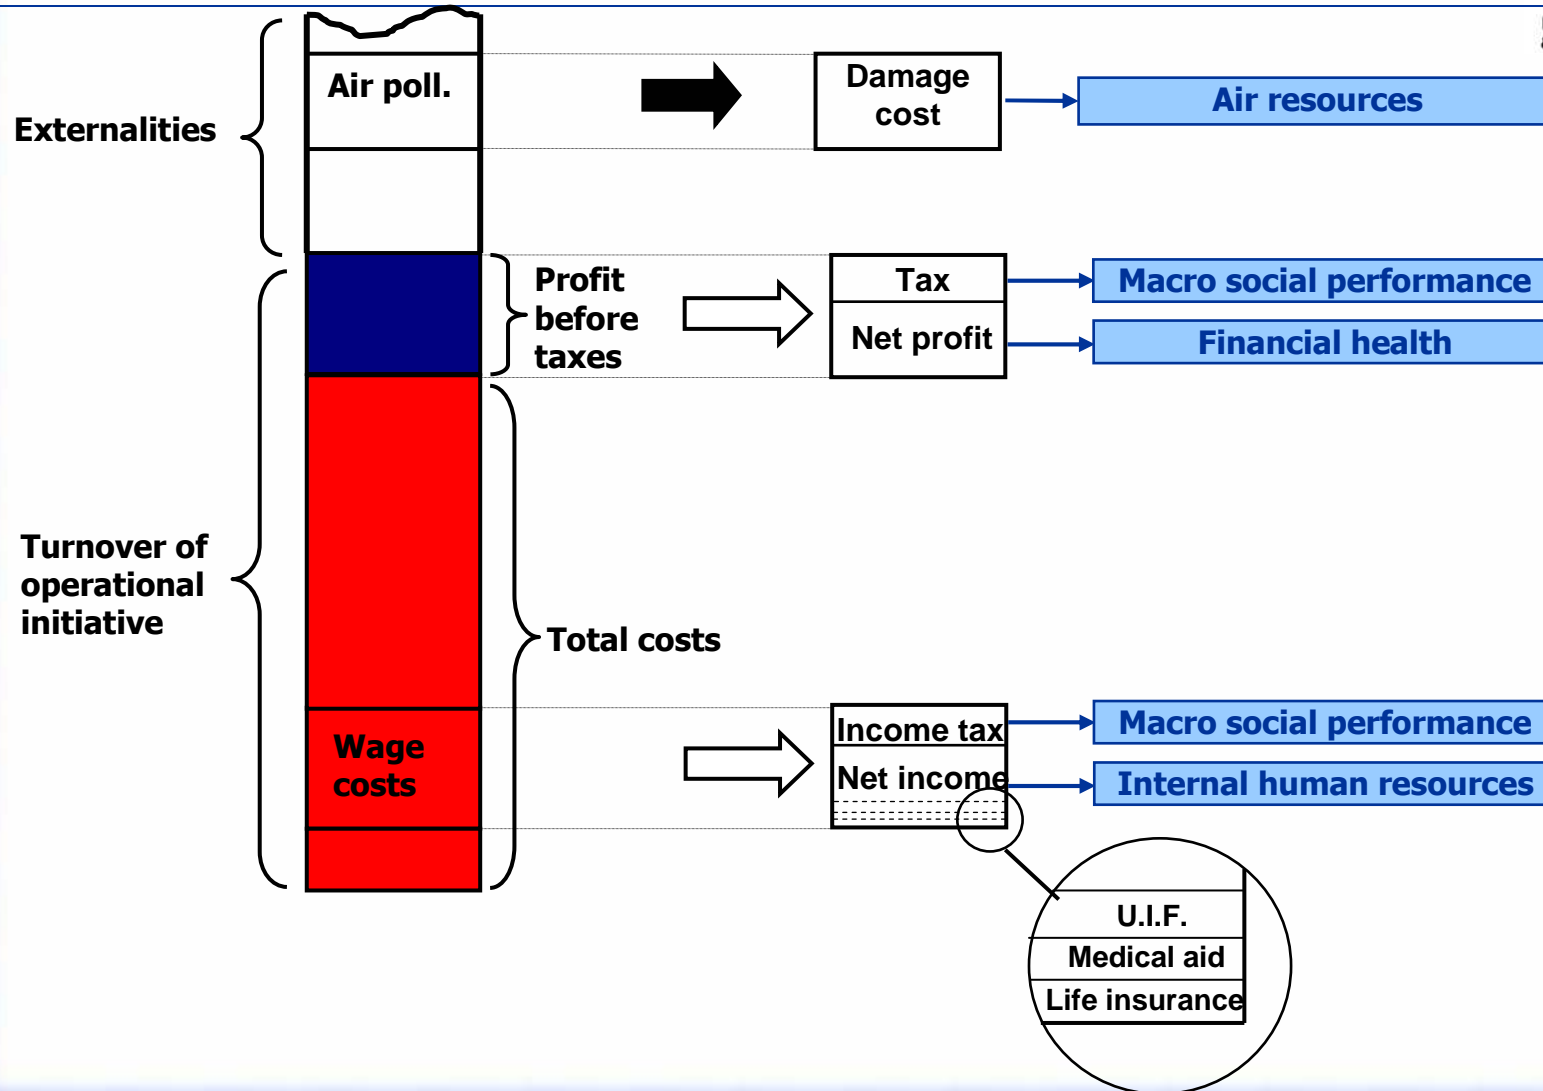 Air poll.
Damage
cost
Air resources
Externalities
Profit
before
taxes
Tax
Net profit
Macro social performance
Financial health
Turnover of
operational
initiative
Total costs
Wage
costs
Income tax
Net income
Macro social performance
Internal human resources
U.I.F.
Medical aid
Life insurance